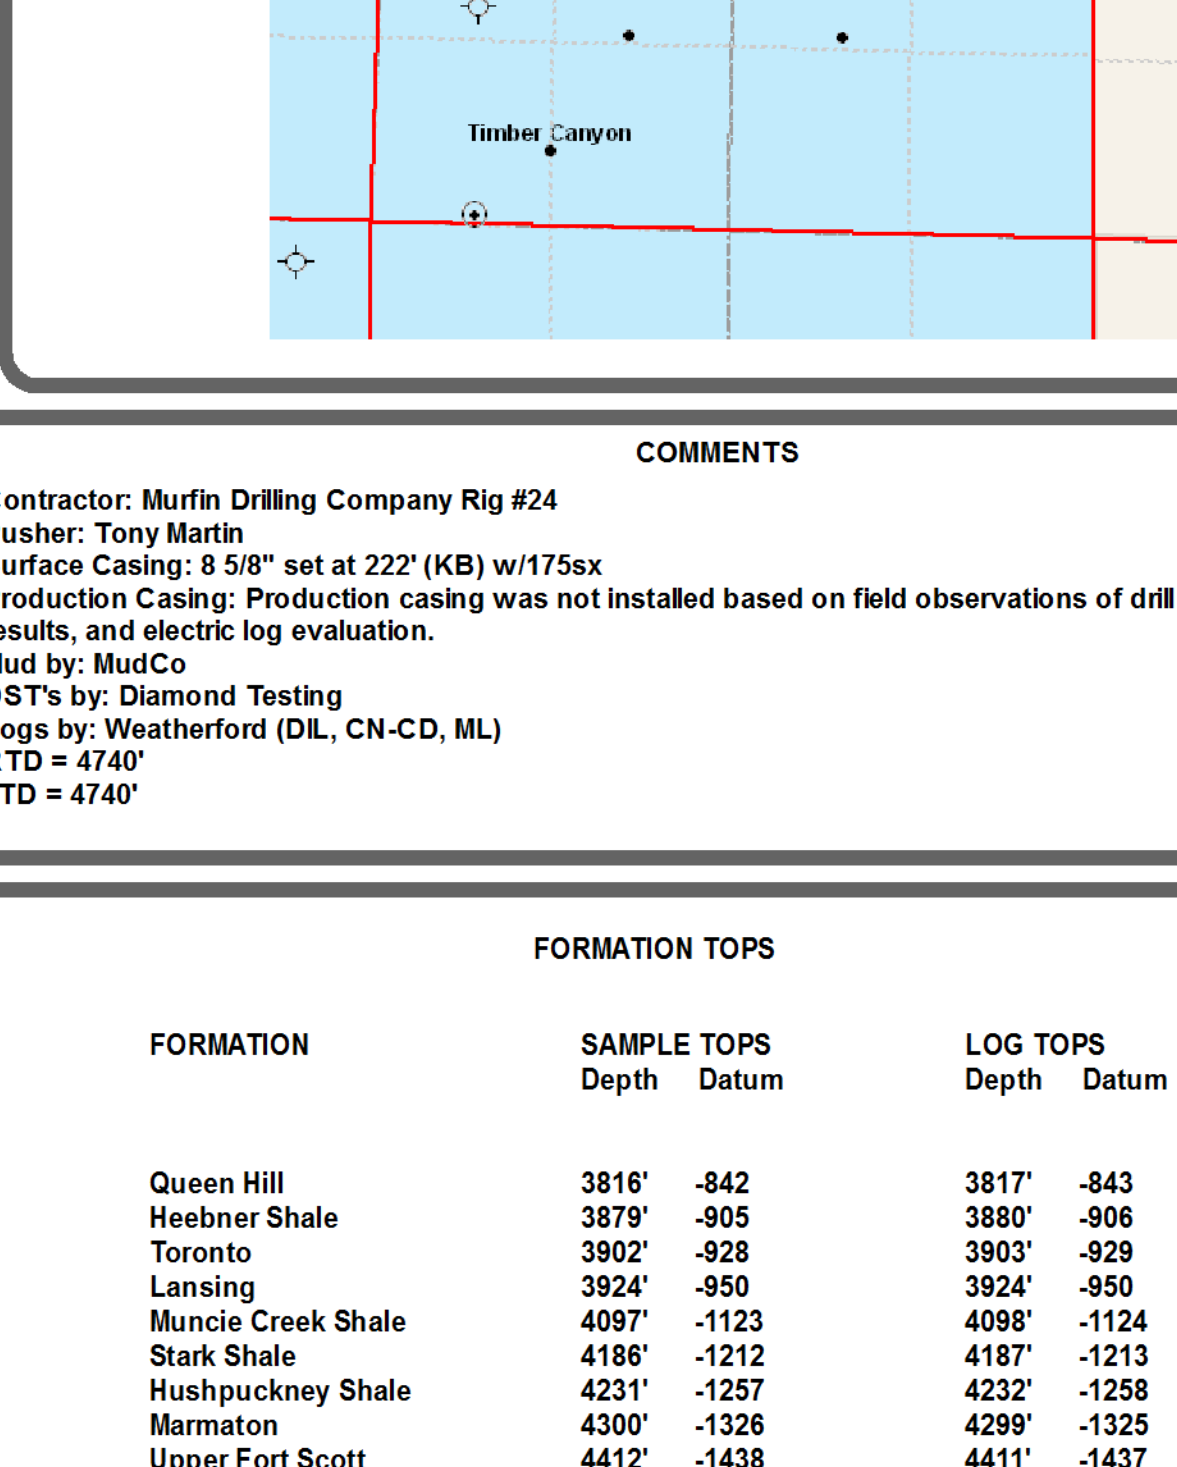 Timber Canyon
COMMENTS
ontractor: Murfin Drilling Company Rig #24
usher: Tony Martin
urface Casing: 8 5/8" set at 222' (KB) w/175sx
roduction Casing: Production casing was not installed based on field observations of drill
esults, and electric log evaluation.
ud by: MudCo
ST's by: Diamond Testing
ogs by: Weatherford (DIL, CN-CD, ML)
TD = 4740'
TD = 4740'
FORMATION TOPS
FORMATION SAMPLE TOPS LOG TOPS
Depth Datum Depth Datum
Queen Hill 3816' -842 3817' -843
Heebner Shale 3879' -905 3880' -906
Toronto 3902' -928 3903' -929
Lansing 3924' -950 3924' -950
Muncie Creek Shale 4097' -1123 4098' -1124
Stark Shale 4186' -1212 4187' -1213
Hushpuckney Shale 4231' -1257 4232' -1258
Marmaton 4300' -1326 4299' -1325
Upper Fort Scott 4412' -1438 4411' -1437